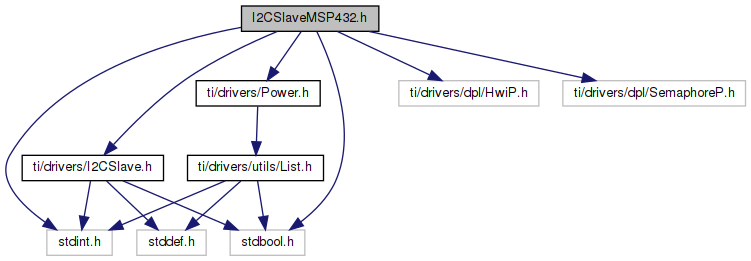 I2CSlaveMSP432.h
ti/drivers/Power.h
ti/drivers/dpl/HwiP.h
ti/drivers/dpl/SemaphoreP.h
ti/drivers/I2CSlave.h
ti/drivers/utils/List.h
stdint.h
stddef.h
stdbool.h